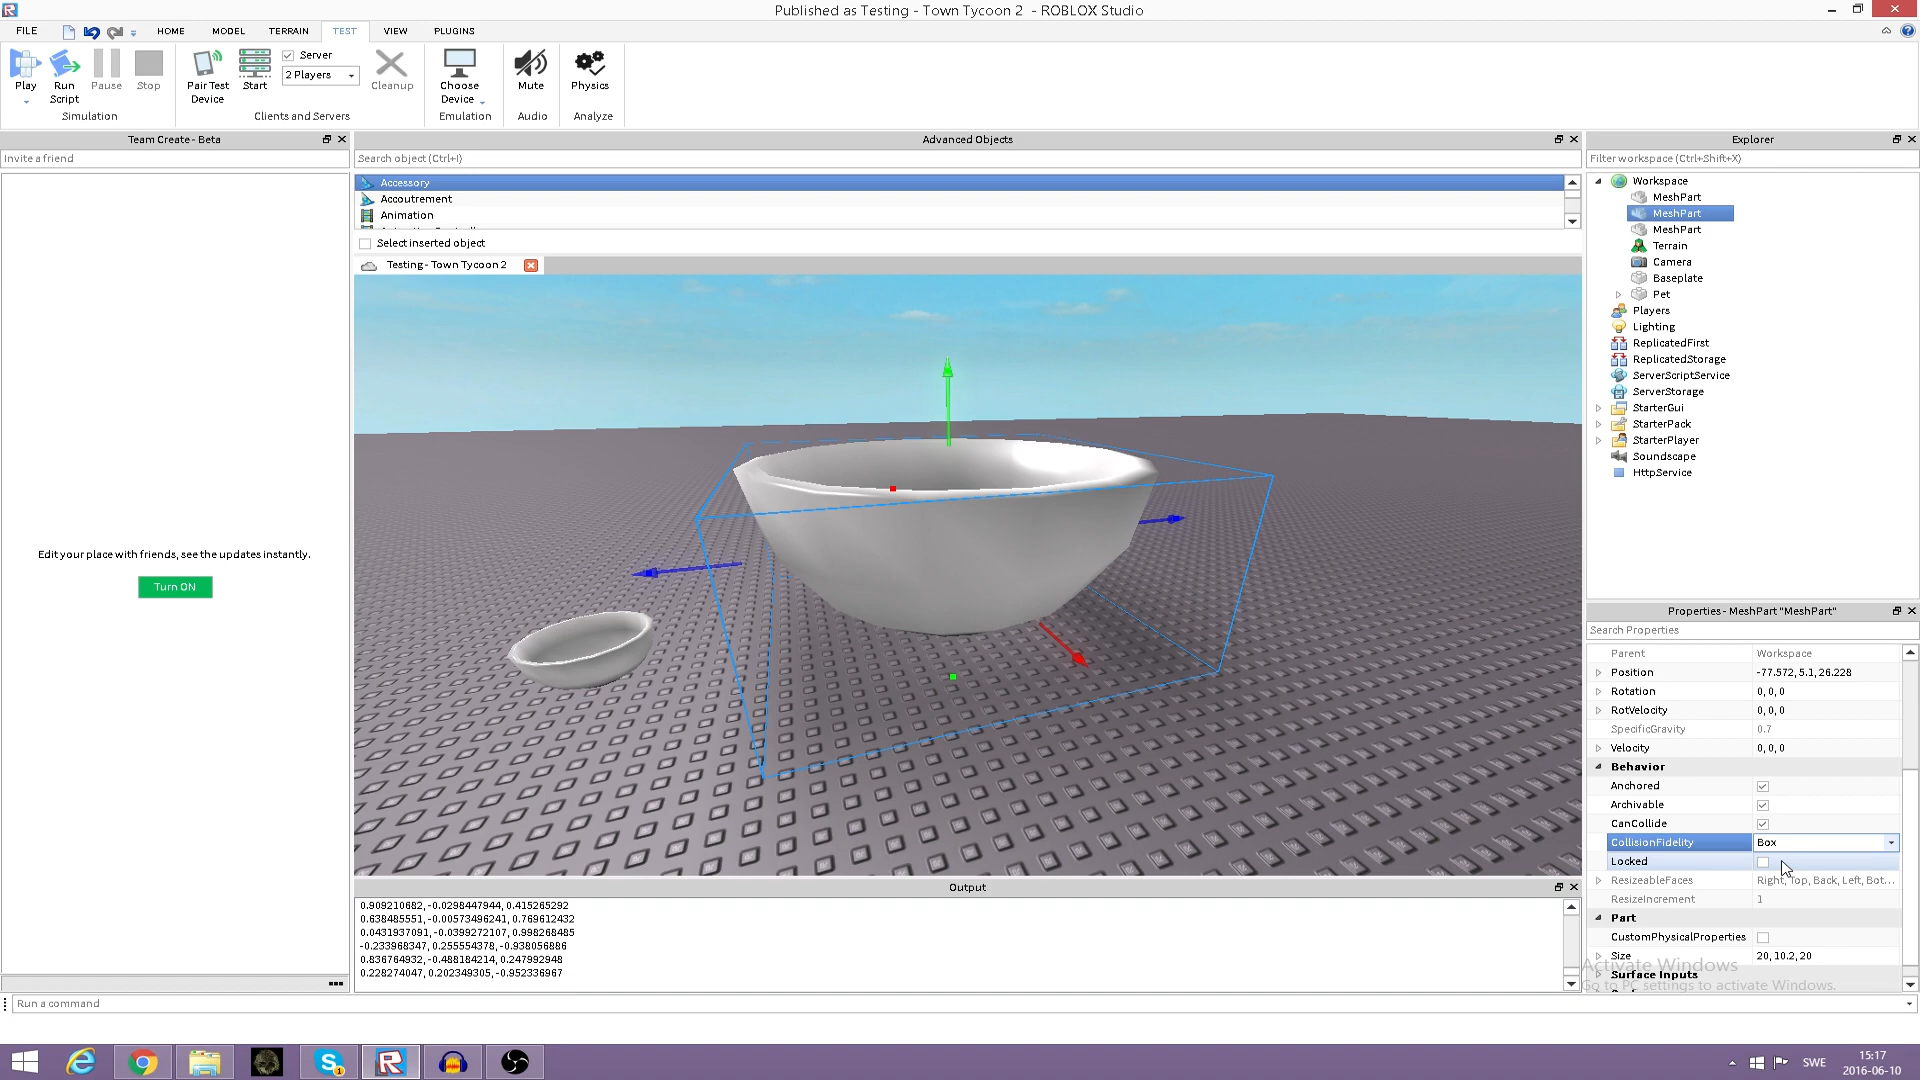 Published as Testing - Town Tycoon 2 - ROBLOX Studio
FILE HOME MODEL TERRAIN TEST VIEW PLUGINS
Play
Run Script
Pause
Stop
Simulation
Pair Test Device
Start
Server
2 Players
Cleanup
Clients and Servers
Choose Device
Emulation
Mute
Audio
Physics
Analyze
Team Create - Beta
Invite a friend
Edit your place with friends, see the updates instantly.
Turn ON
Advanced Objects
Search object (Ctrl+I)
Accessory
Accoutrement
Animation
Select inserted object
Testing - Town Tycoon 2
Output
0.909210682, -0.0298447944, 0.415265292
0.638485551, -0.00573496241, 0.769612432
0.0431937091, -0.0399272107, 0.998268485
-0.233968347, 0.255554378, -0.938056886
0.836764932, -0.488184214, 0.247992948
0.228274047, 0.202349305, -0.952336967
Run a command
Explorer
Filter workspace (Ctrl+Shift+X)
Workspace
MeshPart
MeshPart
MeshPart
Terrain
Camera
Baseplate
Pet
Players
Lighting
ReplicatedFirst
ReplicatedStorage
ServerScriptService
ServerStorage
StarterGui
StarterPack
StarterPlayer
Soundscape
HttpService
Properties - MeshPart "MeshPart"
Search Properties
Parent Workspace
Position -77.572, 5.1, 26.228
Rotation 0, 0, 0
RotVelocity 0, 0, 0
SpecificGravity 0.7
Velocity 0, 0, 0
Behavior
Anchored
Archivable
CanCollide
CollisionFidelity Box
Locked
ResizeableFaces Right, Top, Back, Left, Bot...
ResizeIncrement 1
Part
CustomPhysicalProperties
Size 20, 10.2, 20
Surface Inputs
Activate Windows
Go to PC settings to activate Windows.
SWE
15:17
2016-06-10